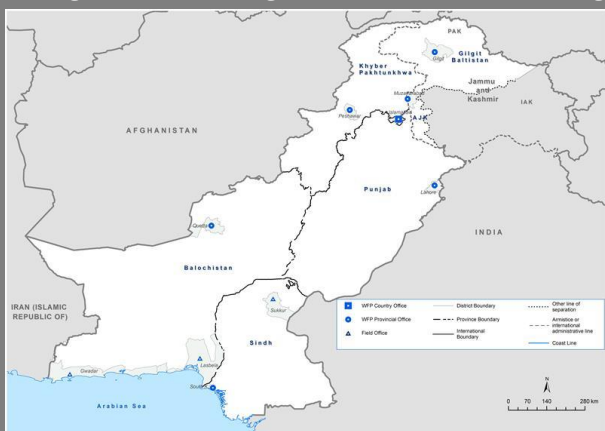 PAK
Gilgit
Gilgit
Baltistan
Khyber
Pakhtunkhwa
Jammu
and
Kashmir
IAK
Peshawar
AJK
AFGHANISTAN
Punjab
Lahore
INDIA
Quetta
Balochistan
IRAN (ISLAMIC
REPUBLIC OF)
Sukkur
Sindh
Lasbela
Gwadar
Arabian Sea
WFP Country Office
WFP Provincial Office
Field Office
District Boundary
Province Boundary
International
Boundary
Other line of
separation
Armistice or
international
administrative line
Coast Line
N
0 70 140 280 km